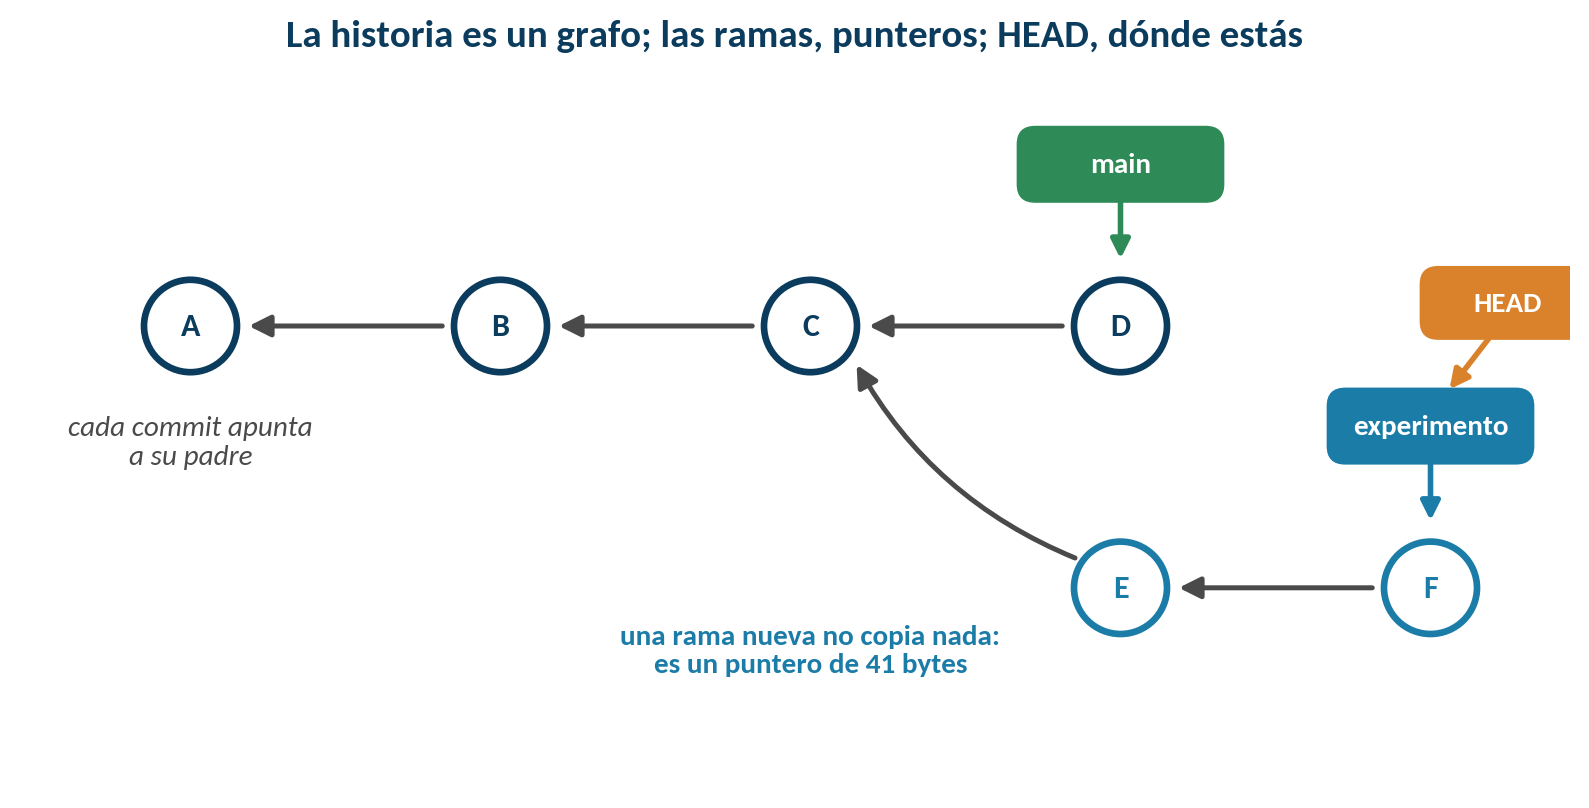 La historia es un grafo; las ramas, punteros; HEAD, dónde estás
main
HEAD
A
B
C
D
cada commit apunta
a su padre
experimento
E
F
una rama nueva no copia nada:
es un puntero de 41 bytes